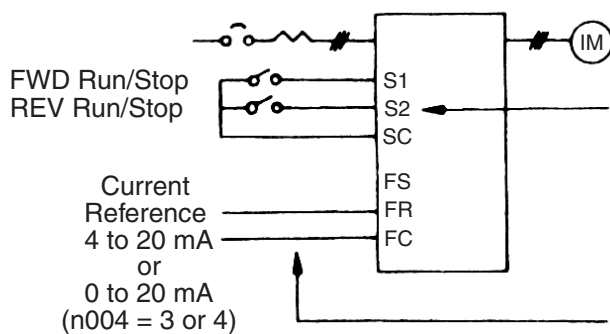 IM
FWD Run/Stop
S1
REV Run/Stop
S2
SC
FS
Current
Reference
FR
4 to 20 mA
FC
or
0 to 20 mA
(n004 = 3 or 4)